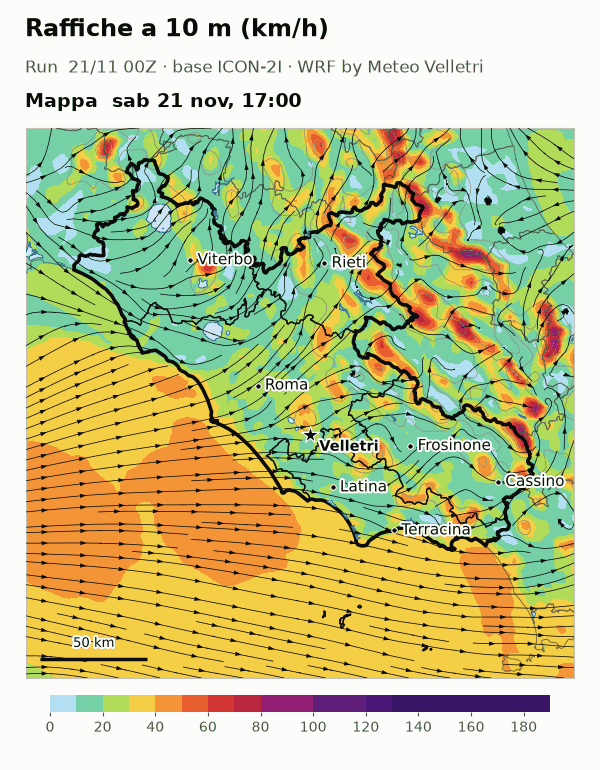 Raffiche a 10 m (km/h)
Run 21/11 00Z · base ICON-2I · WRF by Meteo Velletri
Mappa sab 21 nov, 17:00
Viterbo
Rieti
Roma
Velletri
Frosinone
Cassino
Latina
Terracina
50 km
0 20 40 60 80 100 120 140 160 180